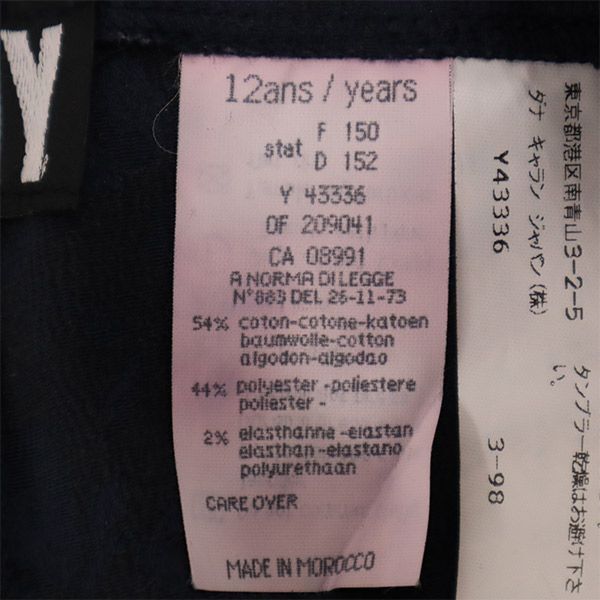 Y
12ans / years
stat F 150
D 152
Y 43336
OF 209041
CA 08991
A NORMA DI LEGGE
N°883 DEL 26-11-73
54% coton-cotone-katoen
baumwolle-cotton
algodon-algodao
44% polyester -poliestere
poliester -
2% elasthanne -elastan
elasthan -elastano
polyurethaan
CARE OVER
MADE IN MOROCCO
東京都港区南青山3-2-5
ダナ キャラン ジャパン(株)
Y43336
タンブラー乾燥はお避け下さ
い。
3-98